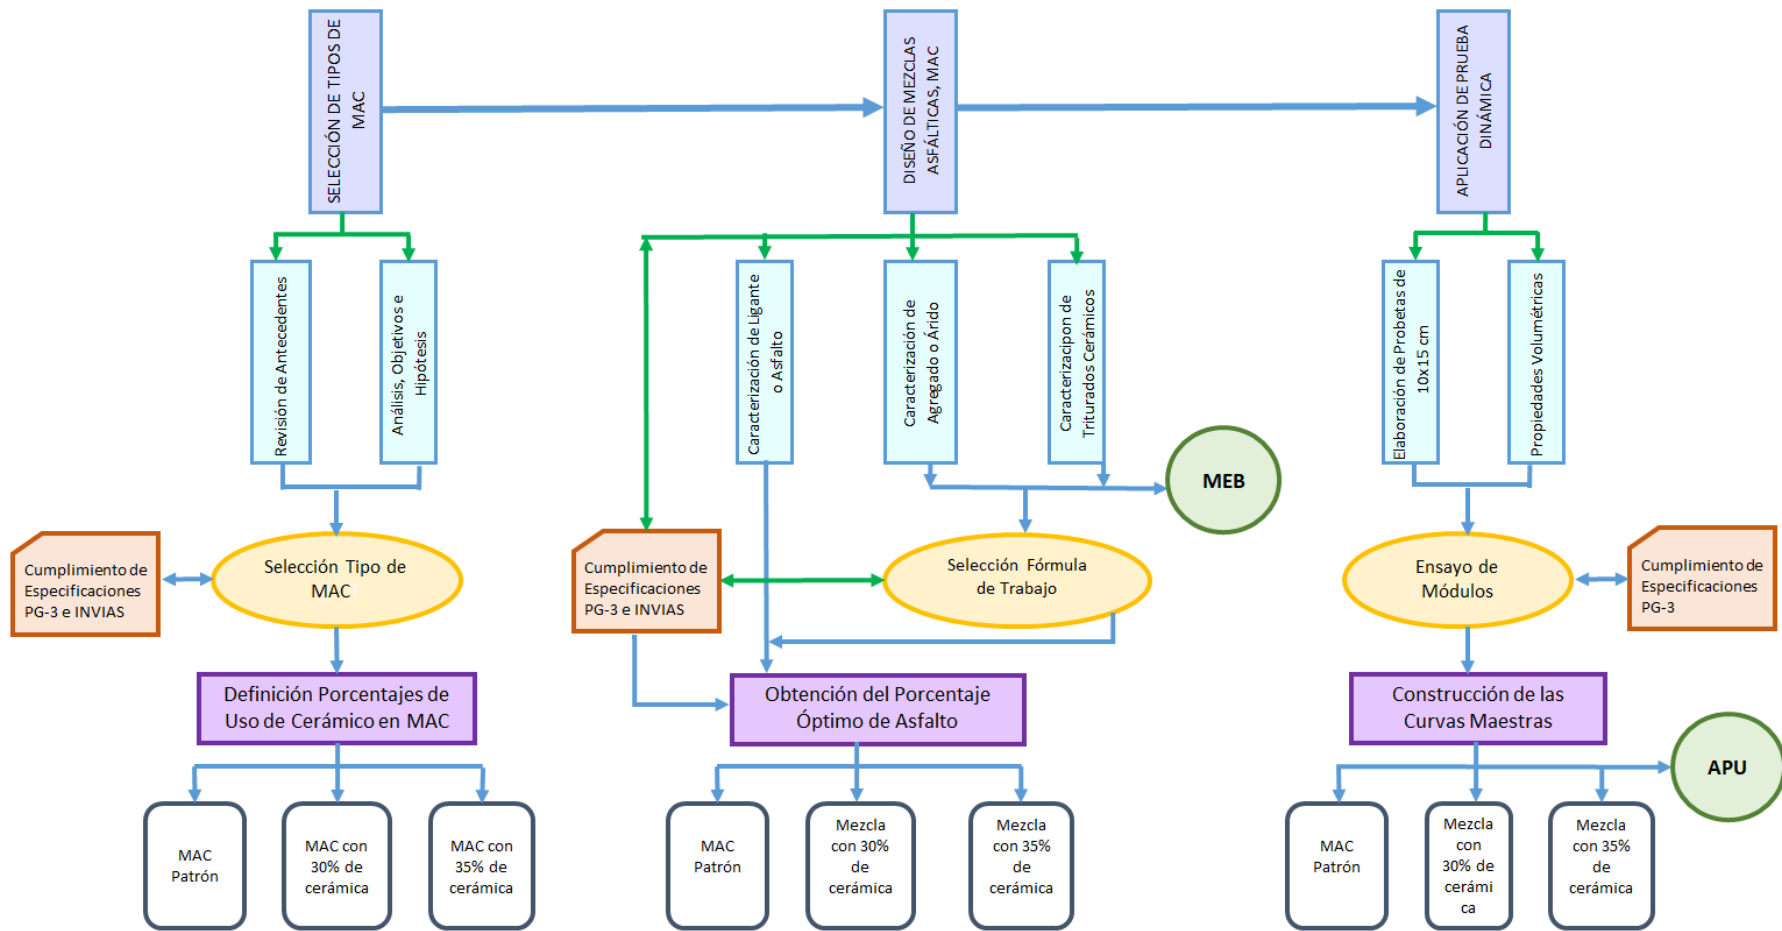 SELECCIÓN DE TIPOS DE
MAC
DISEÑO DE MEZCLAS
ASFÁLTICAS, MAC
APLICACIÓN DE PRUEBA
DINÁMICA
Revisión de Antecedentes
Análisis, Objetivos e
Hipótesis
Caracterización de Ligante
o Asfalto
Caracterización de
Agregado o Árido
Caracterizacipon de
Triturados Cerámicos
Elaboración de Probetas de
10x15 cm
Propiedades Volumétricas
MEB
Cumplimiento de
Especificaciones
PG-3 e INVIAS
Selección Tipo de
MAC
Cumplimiento de
Especificaciones
PG-3 e INVIAS
Selección Fórmula
de Trabajo
Ensayo de
Módulos
Cumplimiento de
Especificaciones
PG-3
Definición Porcentajes de
Uso de Cerámico en MAC
Obtención del Porcentaje
Óptimo de Asfalto
Construcción de las
Curvas Maestras
APU
MAC
Patrón
MAC con
30% de
cerámica
MAC con
35% de
cerámica
MAC
Patrón
Mezcla
con 30%
de
cerámica
Mezcla
con 35%
de
cerámica
MAC
Patrón
Mezcla
con
30% de
cerámi
ca
Mezcla
con 35%
de
cerámica